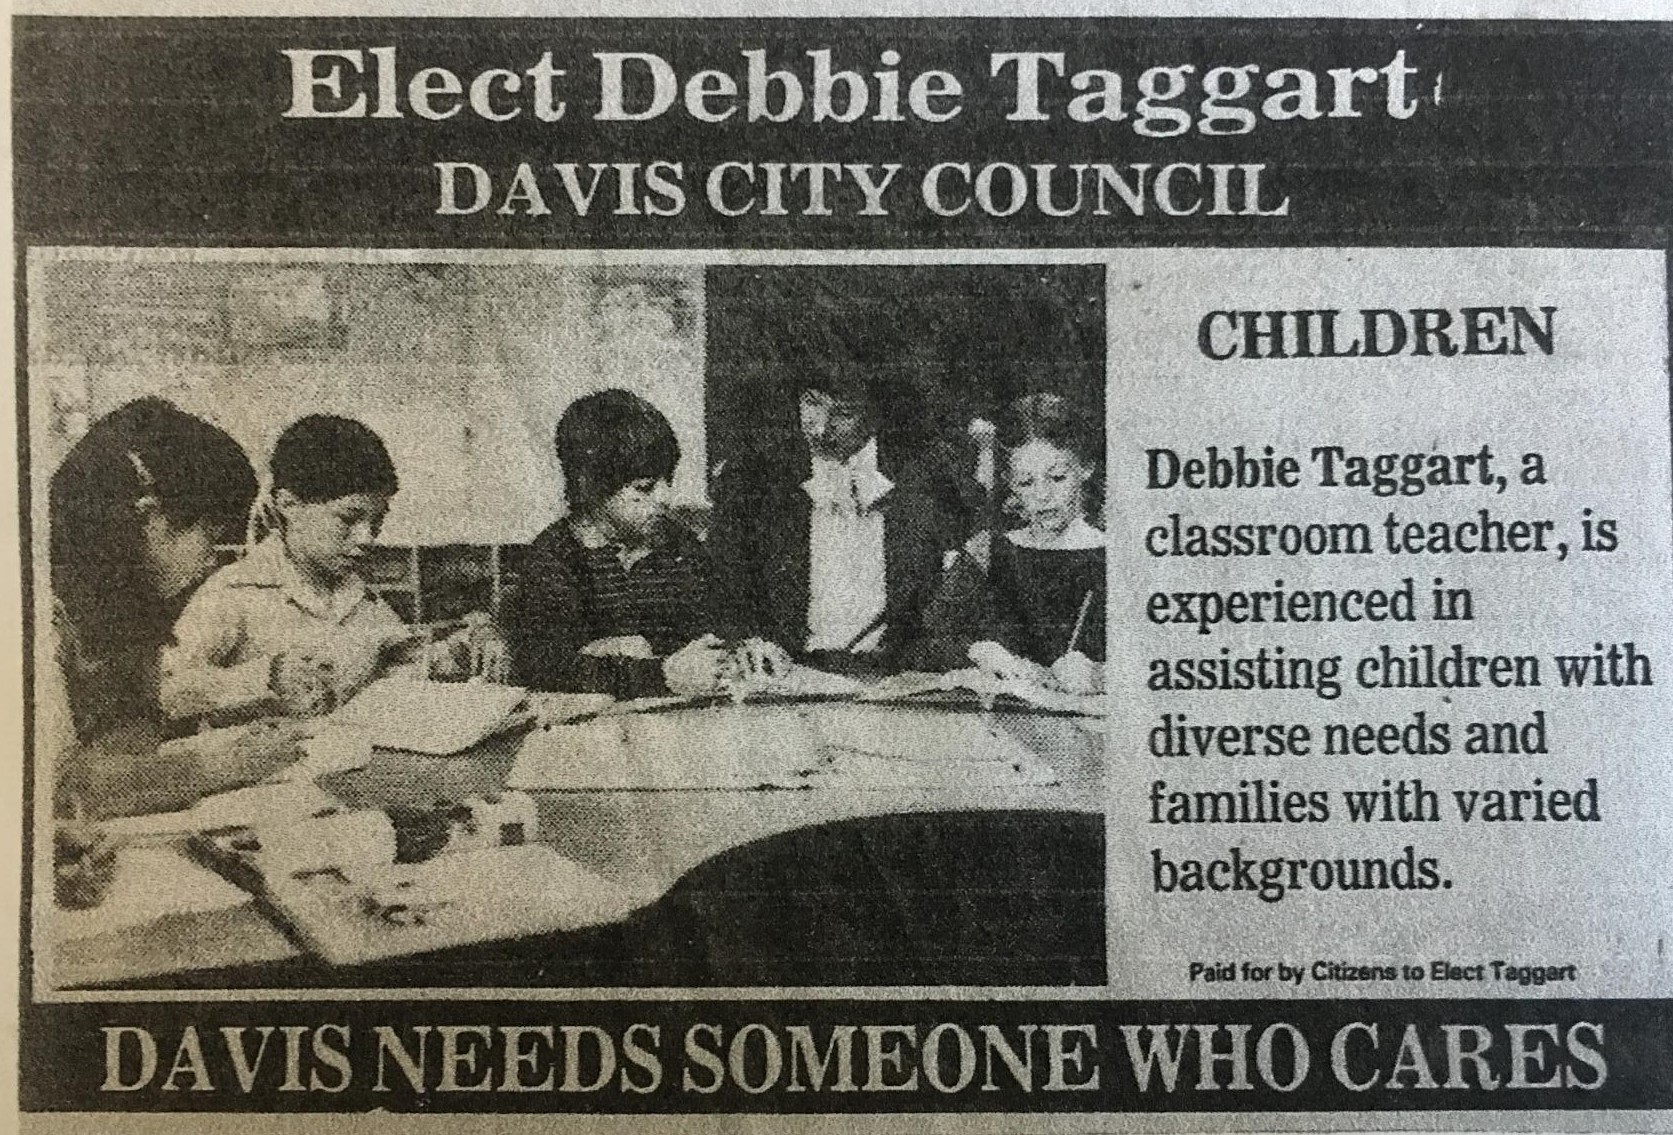 Elect Debbie Taggart
DAVIS CITY COUNCIL
CHILDREN
Debbie Taggart, a
classroom teacher, is
experienced in
assisting children with
diverse needs and
families with varied
backgrounds.
Paid for by Citizens to Elect Taggart
DAVIS NEEDS SOMEONE WHO CARES